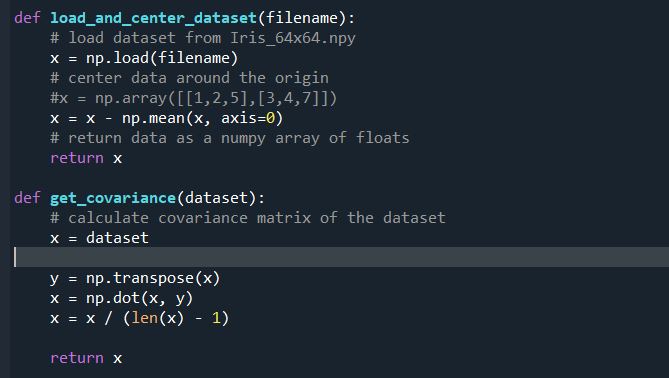 def load_and_center_dataset(filename):
    # load dataset from Iris_64x64.npy
    x = np.load(filename)
    # center data around the origin
    #x = np.array([[1,2,5],[3,4,7]])
    x = x - np.mean(x, axis=0)
    # return data as a numpy array of floats
    return x
def get_covariance(dataset):
    # calculate covariance matrix of the dataset
    x = dataset
    y = np.transpose(x)
    x = np.dot(x, y)
    x = x / (len(x) - 1)
    return x